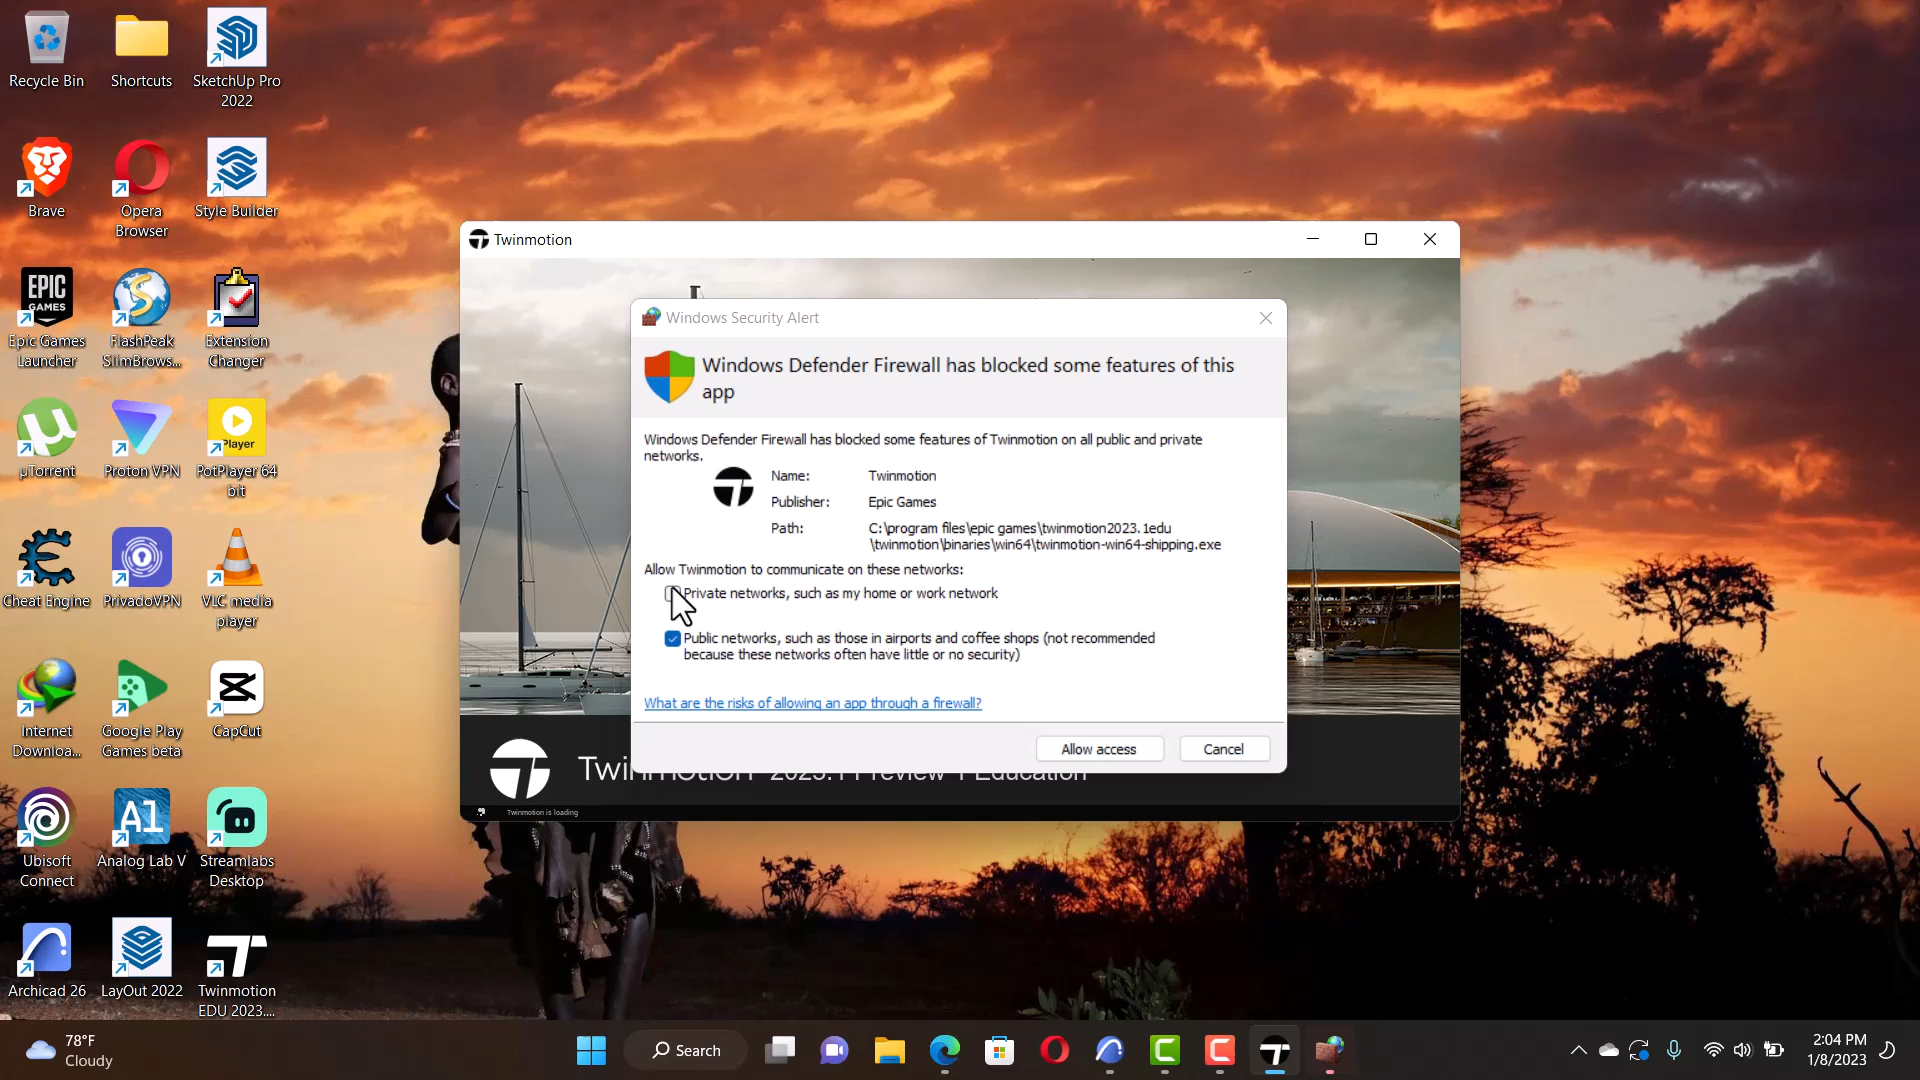 Recycle Bin
Shortcuts
SketchUp Pro
2022
Brave
Opera
Browser
Style Builder
EPIC
GAMES
Epic Games
Launcher
FlashPeak
SlimBrows...
Extension
Changer
µTorrent
Proton VPN
Player
PotPlayer 64
bit
Cheat Engine
PrivadoVPN
VLC media
player
Internet
Downloa...
Google Play
Games beta
CapCut
Ubisoft
Connect
Analog Lab V
Streamlabs
Desktop
Archicad 26
LayOut 2022
Twinmotion
EDU 2023....
Twinmotion
Windows Security Alert
Windows Defender Firewall has blocked some features of this
app
Windows Defender Firewall has blocked some features of Twinmotion on all public and private
networks.
Name: Twinmotion
Publisher: Epic Games
Path: C:\program files\epic games\twinmotion2023.1edu
\twinmotion\binaries\win64\twinmotion-win64-shipping.exe
Allow Twinmotion to communicate on these networks:
Private networks, such as my home or work network
Public networks, such as those in airports and coffee shops (not recommended
because these networks often have little or no security)
What are the risks of allowing an app through a firewall?
Allow access
Cancel
Twinmotion 2023.1 Preview 1 Education
Twinmotion is loading
78°F
Cloudy
Search
2:04 PM
1/8/2023